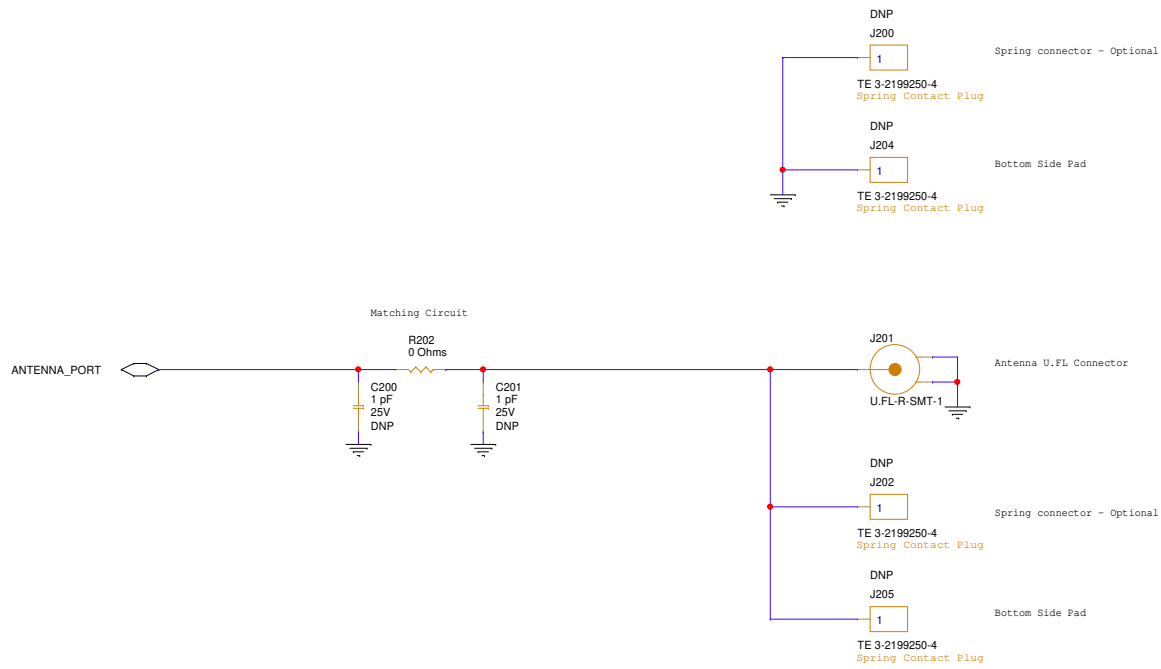 DNP
J200
1
Spring connector - Optional
TE 3-2199250-4
Spring Contact Plug
DNP
J204
1
Bottom Side Pad
TE 3-2199250-4
Spring Contact Plug
Matching Circuit
R202
0 Ohms
ANTENNA_PORT
C200
1 pF
25V
DNP
C201
1 pF
25V
DNP
J201
Antenna U.FL Connector
U.FL-R-SMT-1
DNP
J202
1
Spring connector - Optional
TE 3-2199250-4
Spring Contact Plug
DNP
J205
1
Bottom Side Pad
TE 3-2199250-4
Spring Contact Plug